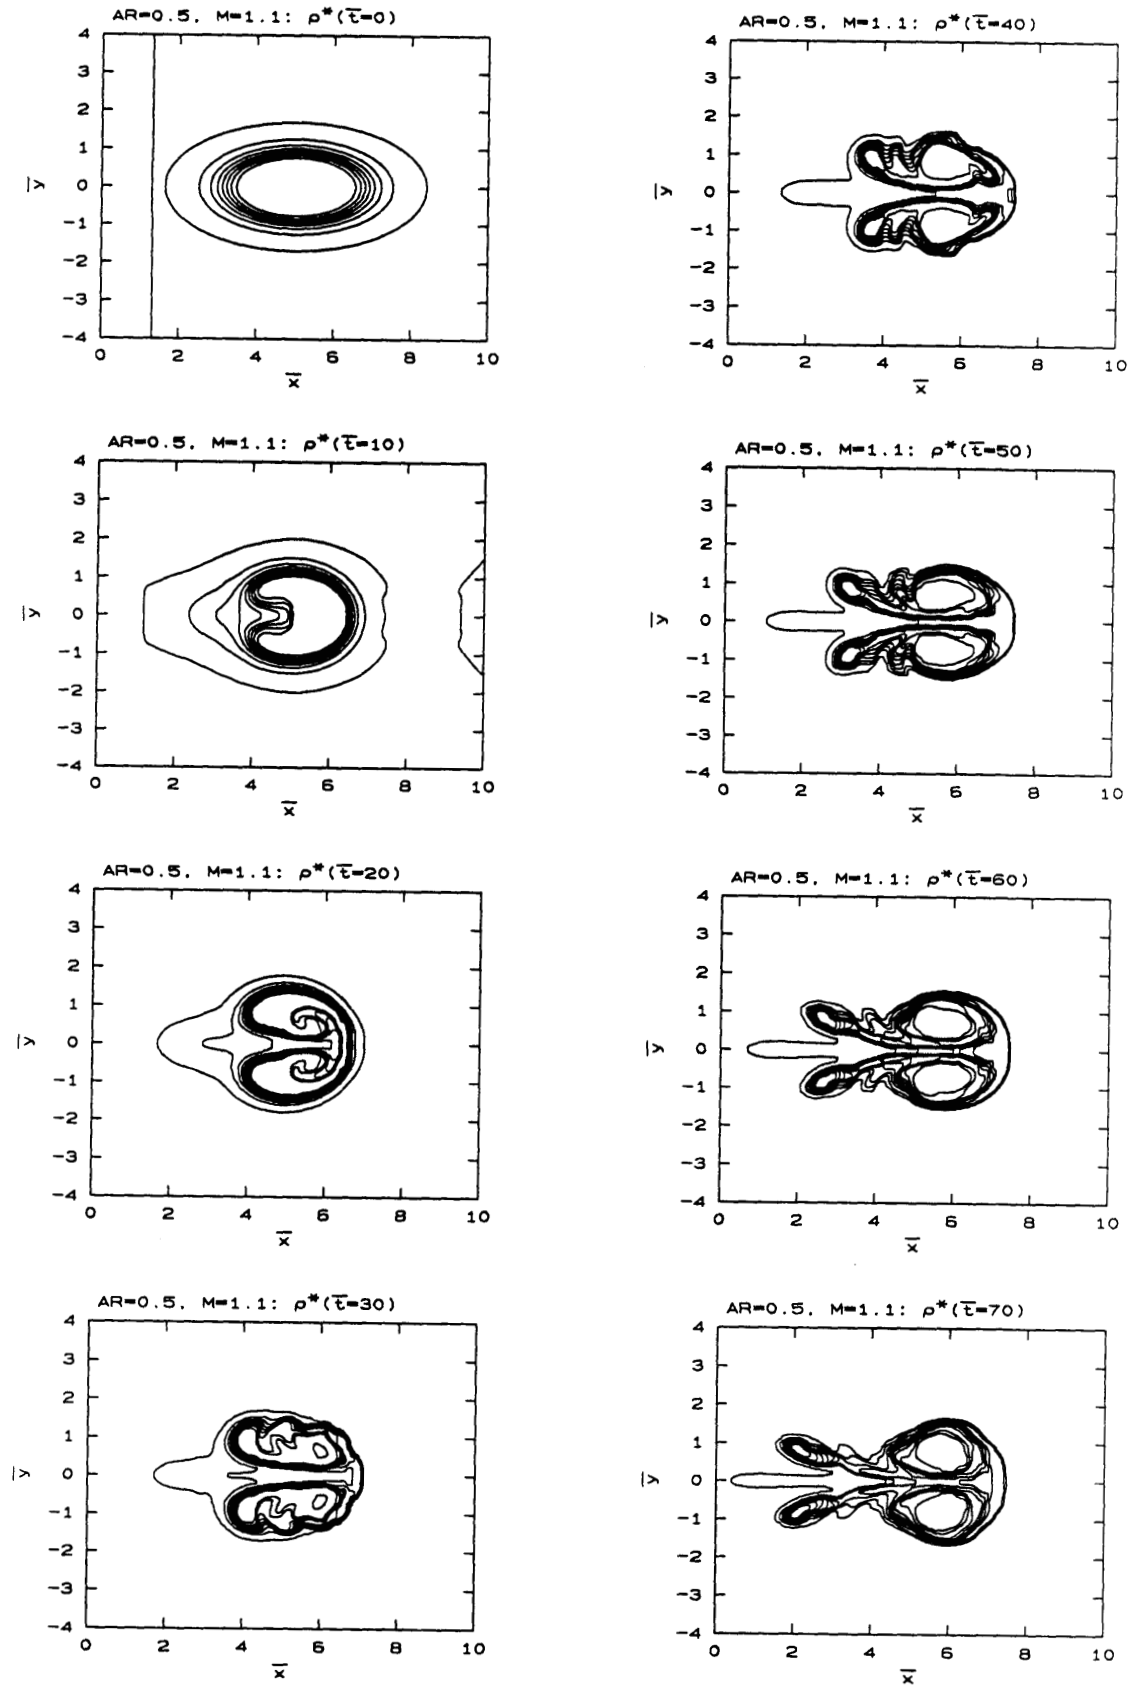 AR=0.5, M=1.1: ρ*(t̅=0)
4
3
2
1
0
-1
-2
-3
-4
y̅
0 2 4 6 8 10
x̅
AR=0.5, M=1.1: ρ*(t̅=10)
4
3
2
1
0
-1
-2
-3
-4
y̅
0 2 4 6 8 10
x̅
AR=0.5, M=1.1: ρ*(t̅=20)
4
3
2
1
0
-1
-2
-3
-4
y̅
0 2 4 6 8 10
x̅
AR=0.5, M=1.1: ρ*(t̅=30)
4
3
2
1
0
-1
-2
-3
-4
y̅
0 2 4 6 8 10
x̅
AR=0.5, M=1.1: ρ*(t̅=40)
4
3
2
1
0
-1
-2
-3
-4
y̅
0 2 4 6 8 10
x̅
AR=0.5, M=1.1: ρ*(t̅=50)
4
3
2
1
0
-1
-2
-3
-4
y̅
0 2 4 6 8 10
x̅
AR=0.5, M=1.1: ρ*(t̅=60)
4
3
2
1
0
-1
-2
-3
-4
y̅
0 2 4 6 8 10
x̅
AR=0.5, M=1.1: ρ*(t̅=70)
4
3
2
1
0
-1
-2
-3
-4
y̅
0 2 4 6 8 10
x̅